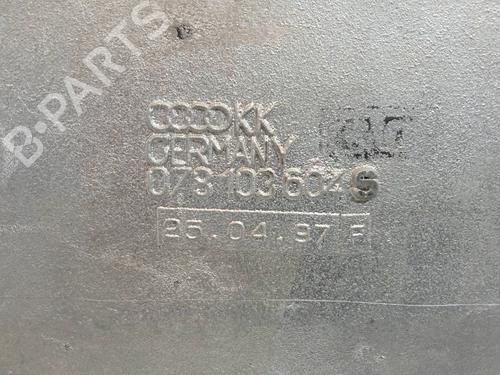 B-PARTS
KK
GERMANY
078 103 604 S
25.04.97 F